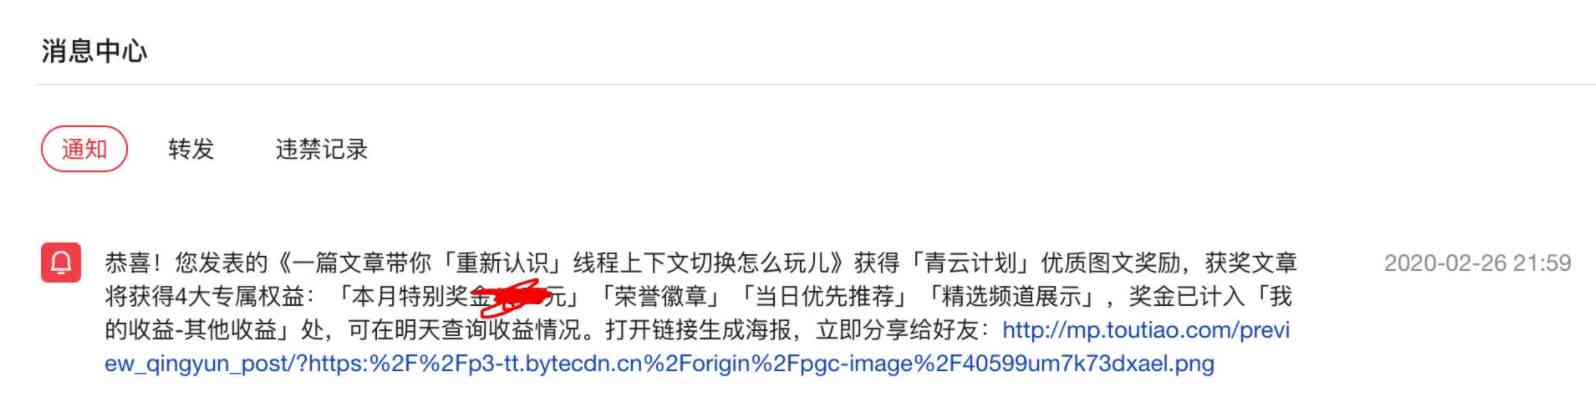 消息中心
通知 转发 违禁记录
恭喜！您发表的《一篇文章带你「重新认识」线程上下文切换怎么玩儿》获得「青云计划」优质图文奖励，获奖文章 2020-02-26 21:59
将获得4大专属权益：「本月特别奖金 元」「荣誉徽章」「当日优先推荐」「精选频道展示」，奖金已计入「我
的收益-其他收益」处，可在明天查询收益情况。打开链接生成海报，立即分享给好友：http://mp.toutiao.com/previ
ew_qingyun_post/?https:%2F%2Fp3-tt.bytecdn.cn%2Forigin%2Fpgc-image%2F40599um7k73dxael.png